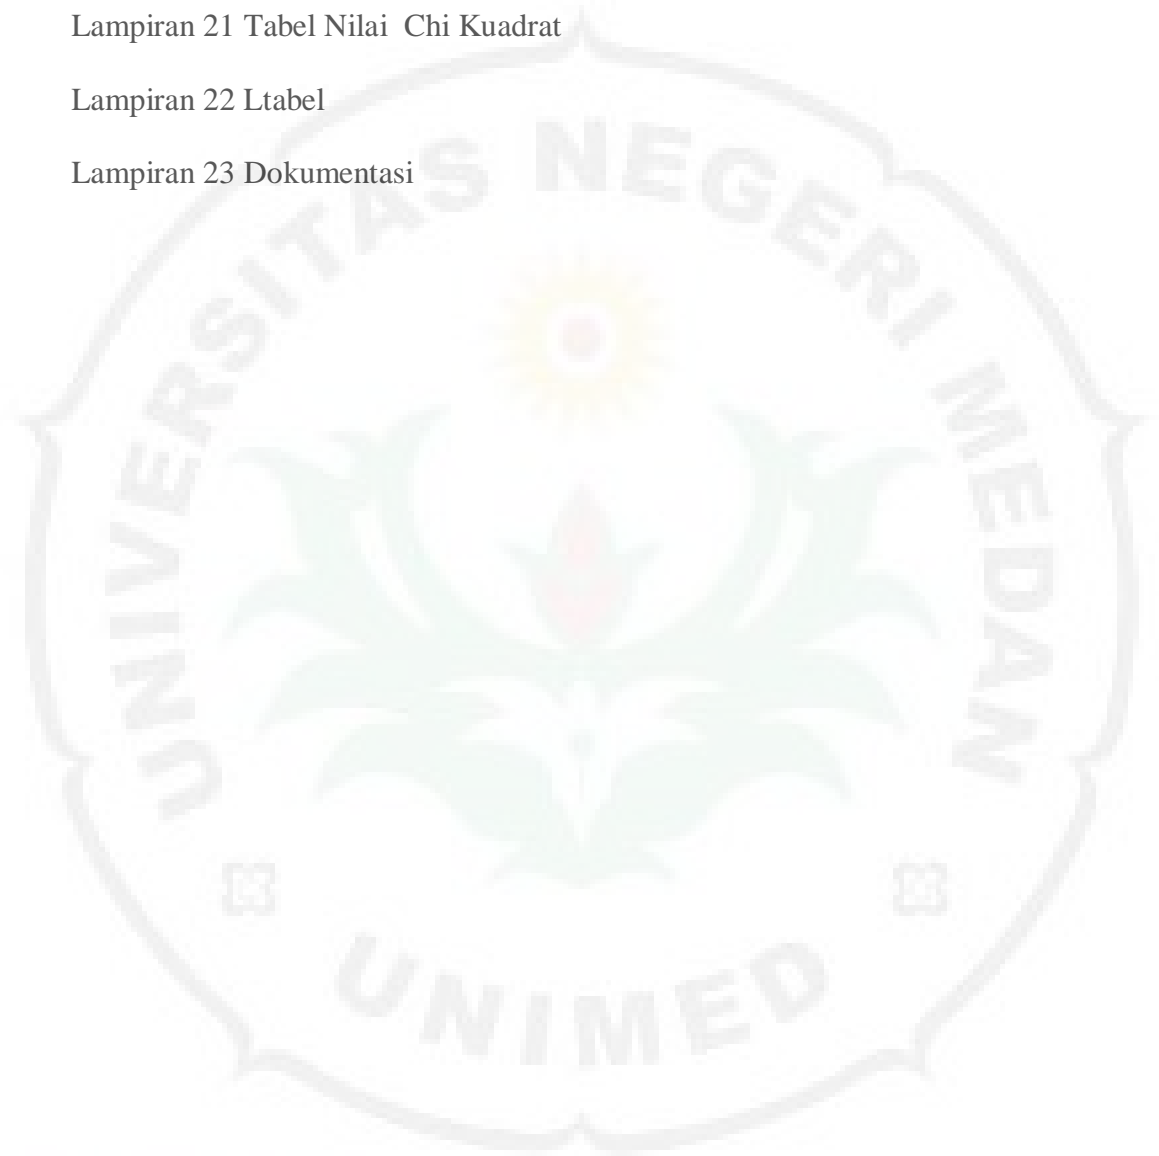 Lampiran 21 Tabel Nilai  Chi Kuadrat
Lampiran 22 Ltabel
Lampiran 23 Dokumentasi
UNIVERSITAS NEGERI MEDAN
UNIMED